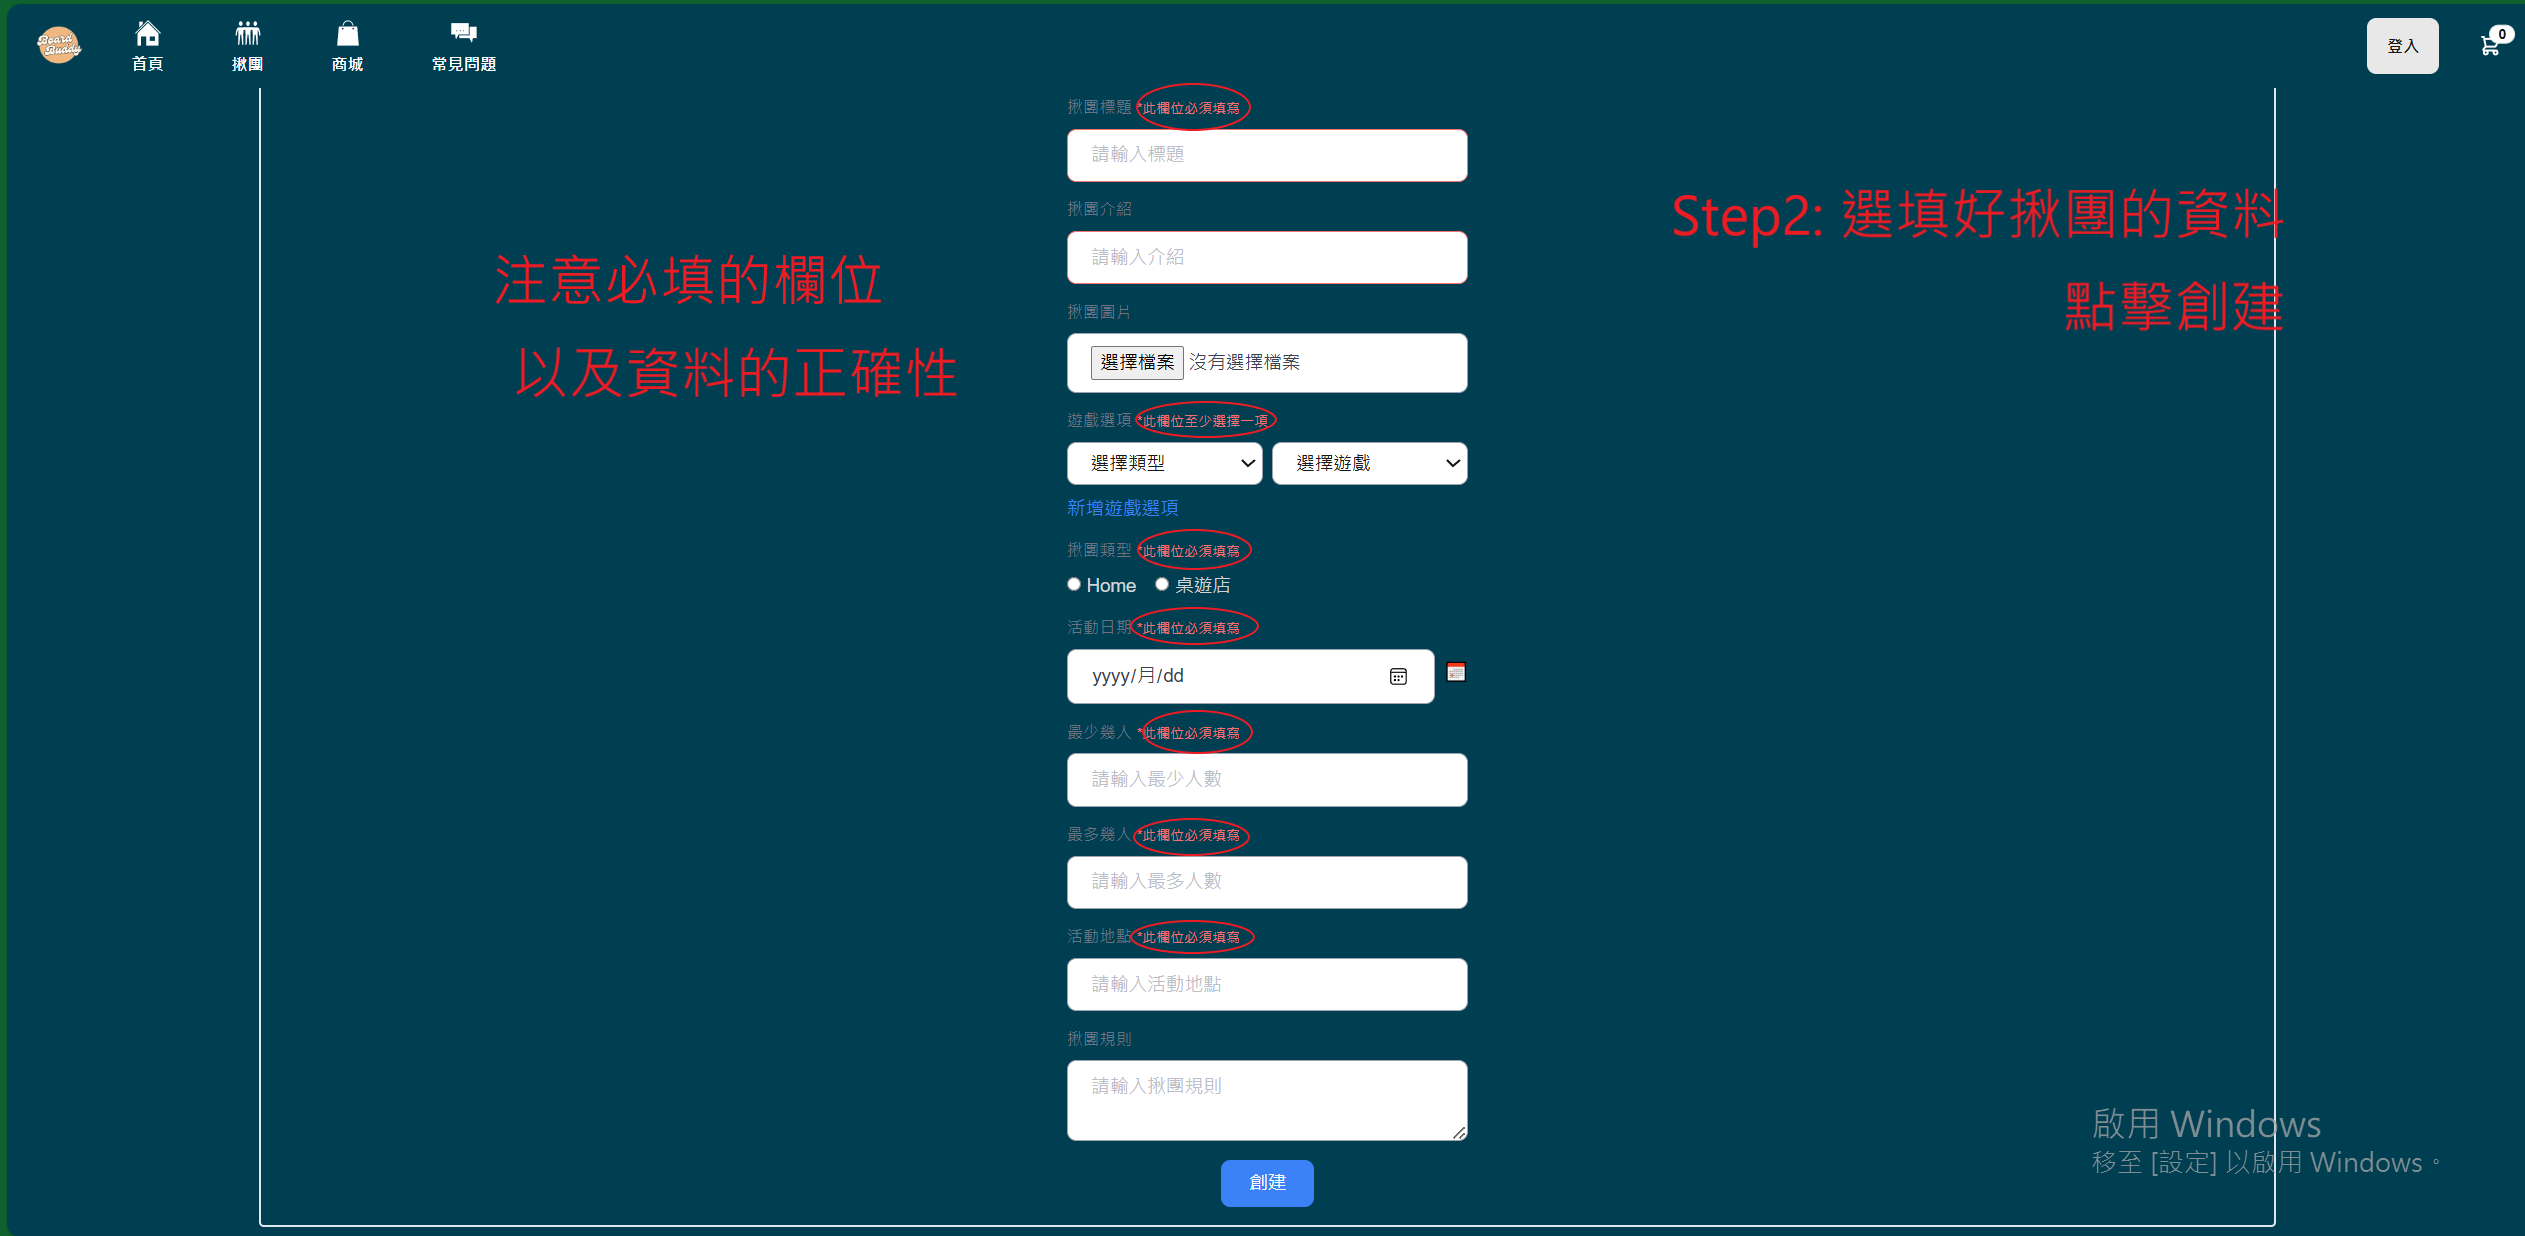 Board
Buddy
首頁
揪團
商城
常見問題
登入
0
揪團標題 *此欄位必須填寫
請輸入標題
揪團介紹
請輸入介紹
揪團圖片
選擇檔案 沒有選擇檔案
遊戲選項 *此欄位至少選擇一項
選擇類型
選擇遊戲
新增遊戲選項
揪團類型 *此欄位必須填寫
Home
桌遊店
活動日期 *此欄位必須填寫
yyyy/月/dd
最少幾人 *此欄位必須填寫
請輸入最少人數
最多幾人 *此欄位必須填寫
請輸入最多人數
活動地點 *此欄位必須填寫
請輸入活動地點
揪團規則
請輸入揪團規則
創建
注意必填的欄位
以及資料的正確性
Step2: 選填好揪團的資料
點擊創建
啟用 Windows
移至 [設定] 以啟用 Windows。